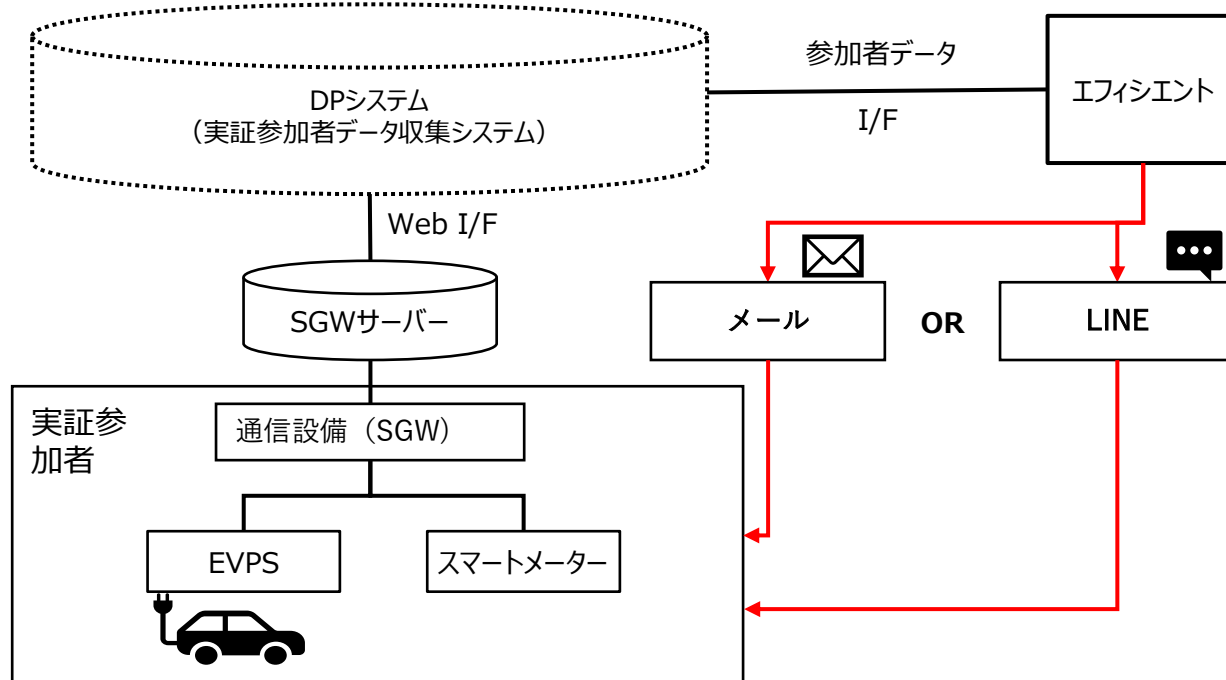 DPシステム
（実証参加者データ収集システム）
参加者データ
I/F
エフィシエント
Web I/F
SGWサーバー
メール
OR
LINE
実証参
加者
通信設備（SGW）
EVPS
スマートメーター